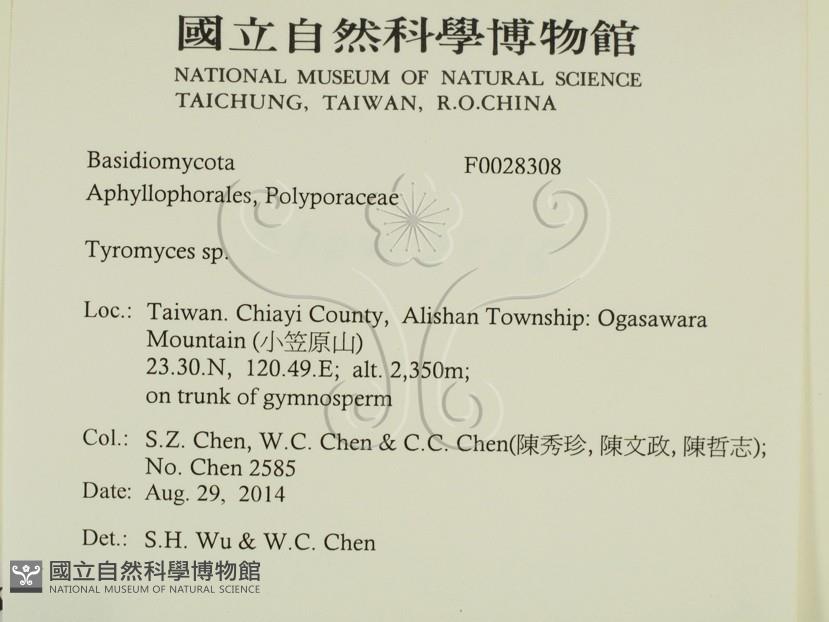 國立自然科學博物館
NATIONAL MUSEUM OF NATURAL SCIENCE
TAICHUNG, TAIWAN, R.O.CHINA
Basidiomycota F0028308
Aphyllophorales, Polyporaceae
Tyromyces sp.
Loc.: Taiwan. Chiayi County, Alishan Township: Ogasawara
Mountain (小笠原山)
23.30.N, 120.49.E; alt. 2,350m;
on trunk of gymnosperm
Col.: S.Z. Chen, W.C. Chen & C.C. Chen(陳秀珍, 陳文政, 陳哲志);
No. Chen 2585
Date: Aug. 29, 2014
Det.: S.H. Wu & W.C. Chen
國立自然科學博物館
NATIONAL MUSEUM OF NATURAL SCIENCE